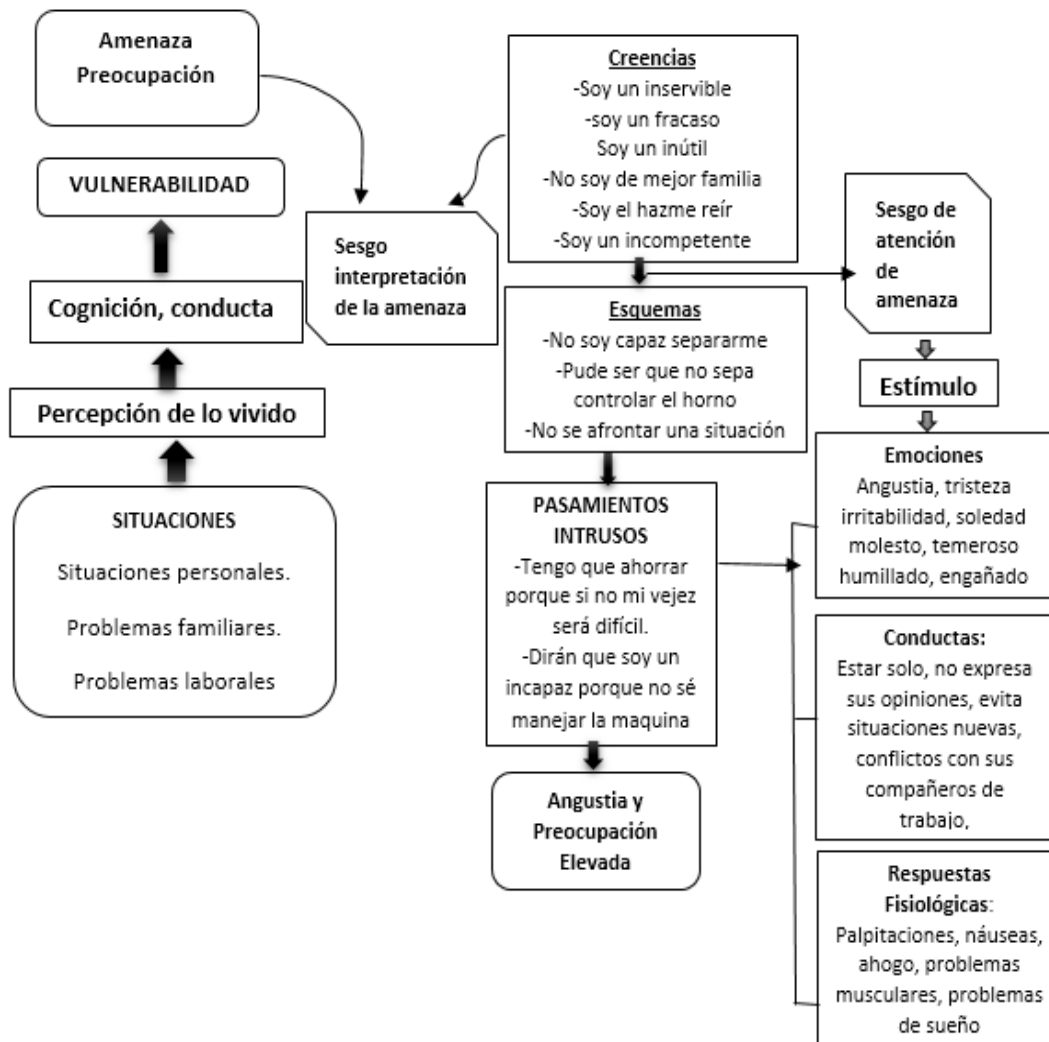 Amenaza
Preocupación
VULNERABILIDAD
Cognición, conducta
Percepción de lo vivido
SITUACIONES
Situaciones personales.
Problemas familiares.
Problemas laborales
Sesgo
interpretación
de la amenaza
Creencias
-Soy un inservible
-soy un fracaso
Soy un inútil
-No soy de mejor familia
-Soy el hazme reír
-Soy un incompetente
Esquemas
-No soy capaz separarme
-Pude ser que no sepa
controlar el horno
-No se afrontar una situación
PASAMIENTOS
INTRUSOS
-Tengo que ahorrar
porque si no mi vejez
será difícil.
-Dirán que soy un
incapaz porque no sé
manejar la maquina
Angustia y
Preocupación
Elevada
Sesgo de
atención
de
amenaza
Estímulo
Emociones
Angustia, tristeza
irritabilidad, soledad
molesto, temeroso
humillado, engañado
Conductas:
Estar solo, no expresa
sus opiniones, evita
situaciones nuevas,
conflictos con sus
compañeros de
trabajo,
Respuestas
Fisiológicas:
Palpitaciones, náuseas,
ahogo, problemas
musculares, problemas
de sueño